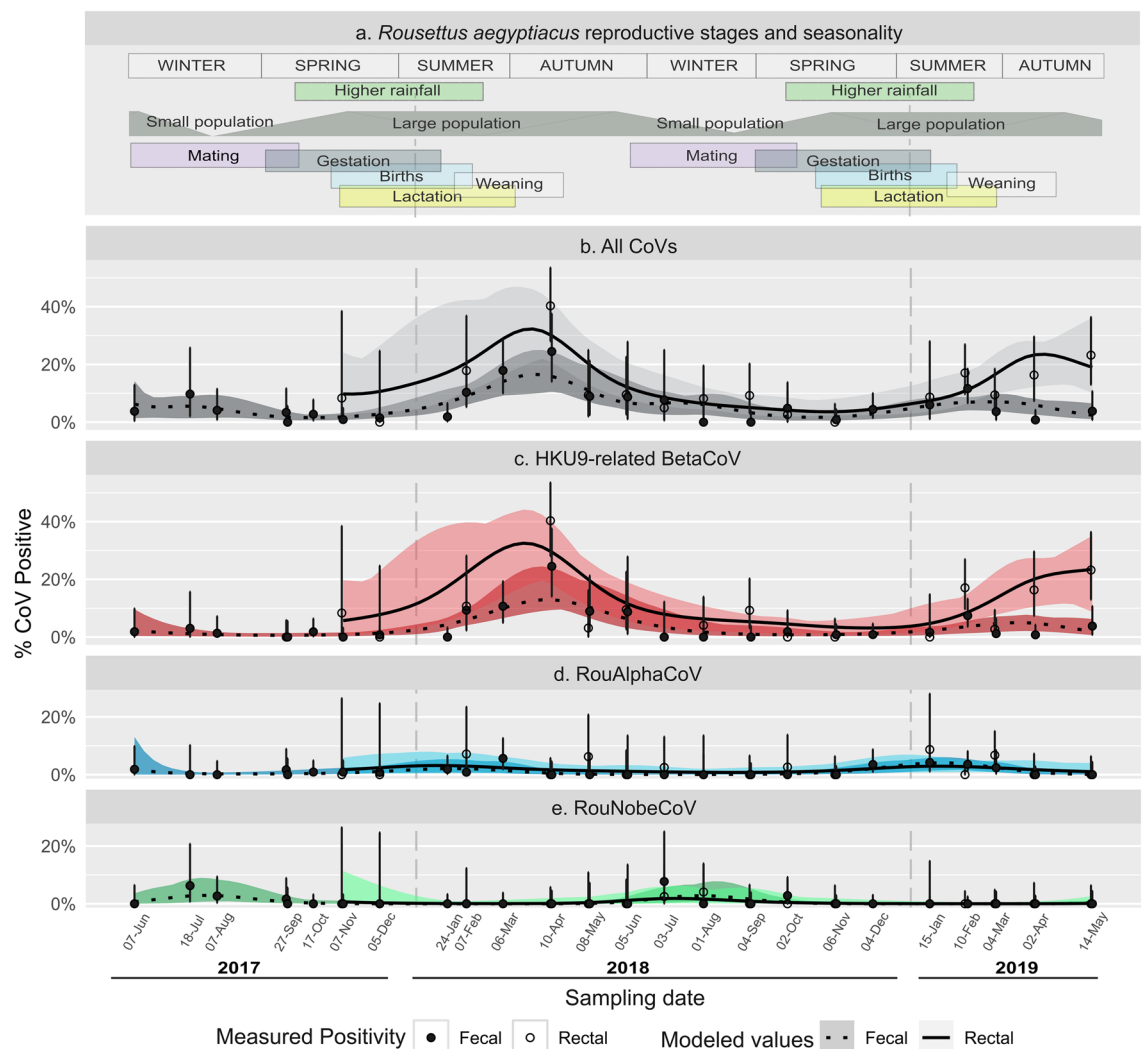 a. Rousettus aegyptiacus reproductive stages and seasonality
WINTER SPRING SUMMER AUTUMN WINTER SPRING SUMMER AUTUMN
Higher rainfall Higher rainfall
Small population Large population Small population Large population
Mating Gestation Mating Gestation
Births Births
Weaning Weaning
Lactation Lactation
b. All CoVs
40%
20%
0%
c. HKU9-related BetaCoV
40%
20%
0%
d. RouAlphaCoV
20%
0%
e. RouNobeCoV
20%
0%
% CoV Positive
07-Jun 18-Jul 07-Aug 27-Sep 17-Oct 07-Nov 05-Dec 24-Jan 07-Feb 06-Mar 10-Apr 08-May 05-Jun 03-Jul 01-Aug 04-Sep 02-Oct 06-Nov 04-Dec 15-Jan 10-Feb 04-Mar 02-Apr 14-May
2017 2018 2019
Sampling date
Measured Positivity Fecal Rectal Modeled values Fecal Rectal